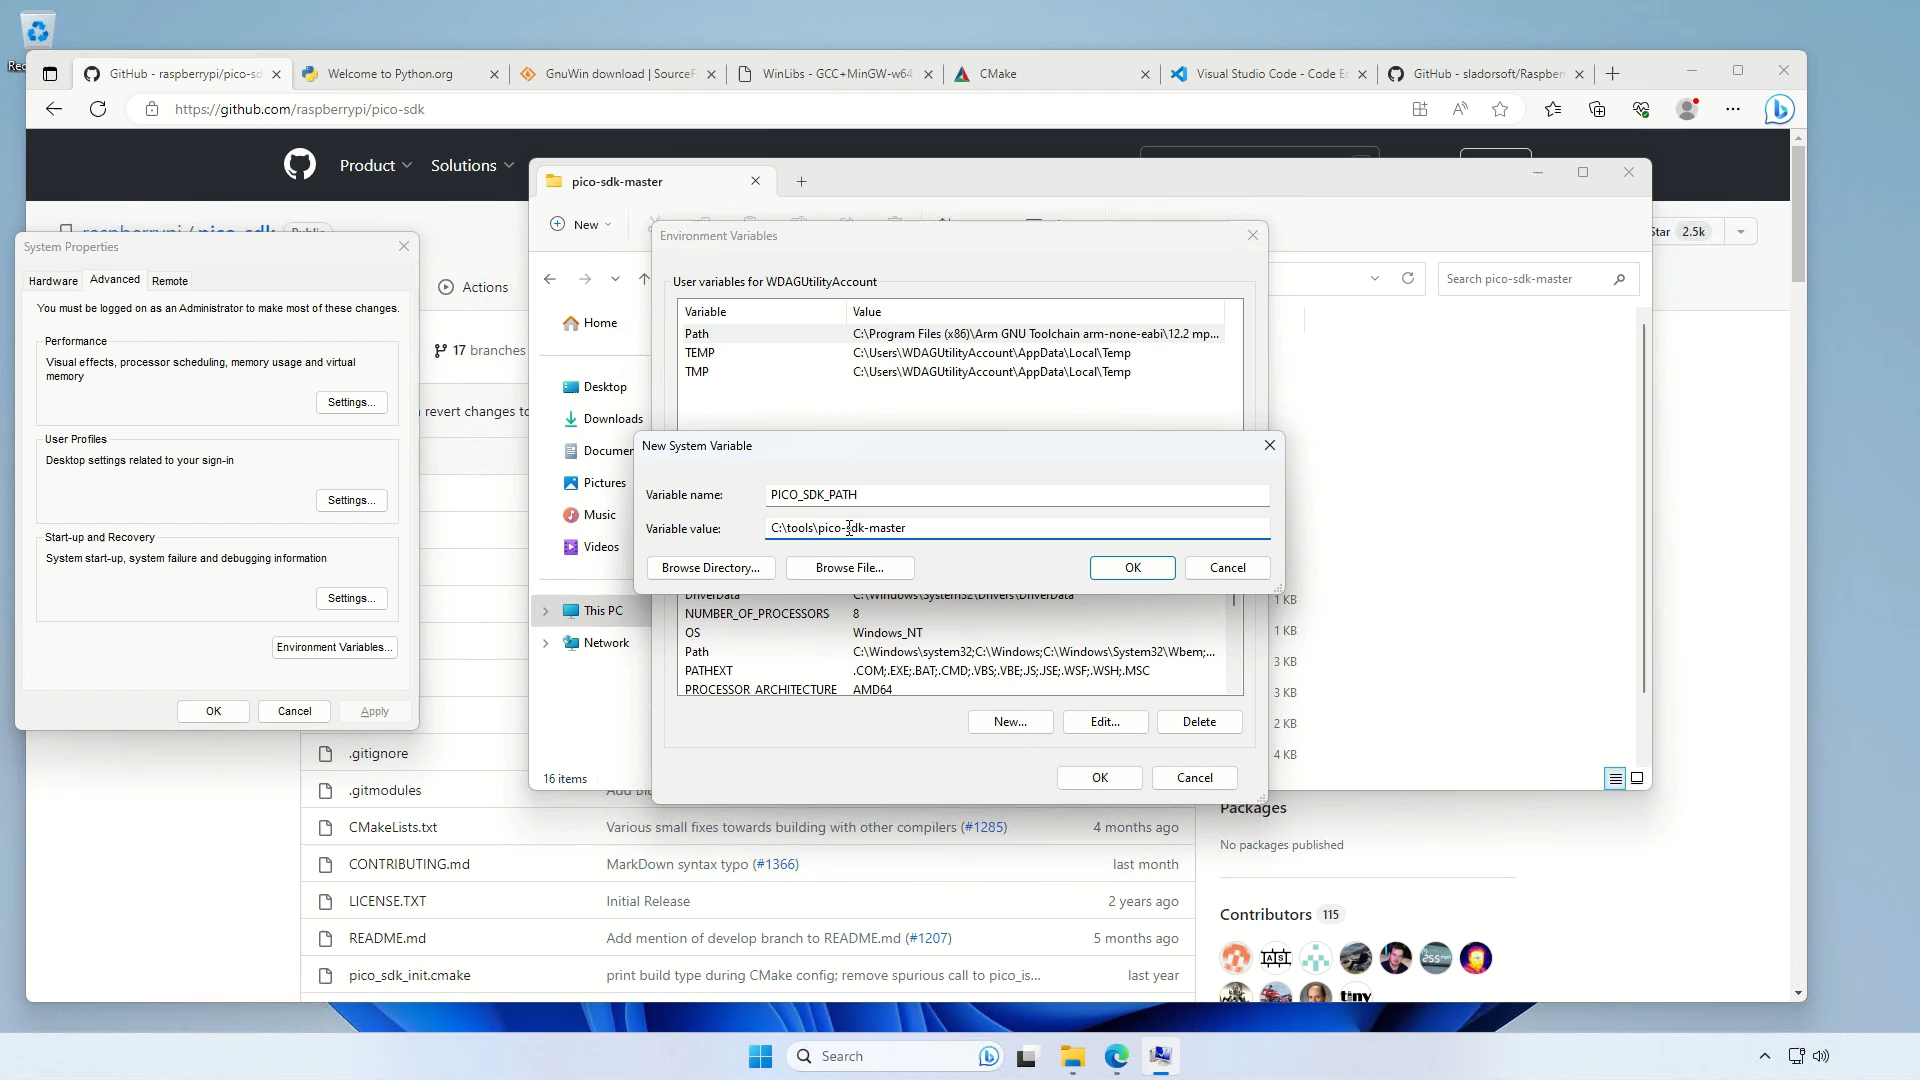 GitHub - raspberrypi/pico-sd
Welcome to Python.org
GnuWin download | SourceF
WinLibs - GCC+MinGW-w64
CMake
Visual Studio Code - Code Ed
GitHub - sladorsoft/Raspber
https://github.com/raspberrypi/pico-sdk
Product
Solutions
pico-sdk-master
New
Star 2.5k
System Properties
Hardware
Advanced
Remote
You must be logged on as an Administrator to make most of these changes.
Performance
Visual effects, processor scheduling, memory usage and virtual
memory
Settings...
User Profiles
Desktop settings related to your sign-in
Settings...
Start-up and Recovery
System start-up, system failure and debugging information
Settings...
Environment Variables...
OK
Cancel
Apply
Actions
17 branches
revert changes to
Home
Desktop
Downloads
Documen
Pictures
Music
Videos
This PC
Network
16 items
Search pico-sdk-master
Environment Variables
User variables for WDAGUtilityAccount
Variable
Value
Path
C:\Program Files (x86)\Arm GNU Toolchain arm-none-eabi\12.2 mp...
TEMP
C:\Users\WDAGUtilityAccount\AppData\Local\Temp
TMP
C:\Users\WDAGUtilityAccount\AppData\Local\Temp
New System Variable
Variable name:
PICO_SDK_PATH
Variable value:
C:\tools\pico-sdk-master
Browse Directory...
Browse File...
OK
Cancel
DriverData
C:\Windows\System32\Drivers\DriverData
NUMBER_OF_PROCESSORS
8
OS
Windows_NT
Path
C:\Windows\system32;C:\Windows;C:\Windows\System32\Wbem;...
PATHEXT
.COM;.EXE;.BAT;.CMD;.VBS;.VBE;.JS;.JSE;.WSF;.WSH;.MSC
PROCESSOR_ARCHITECTURE
AMD64
New...
Edit...
Delete
OK
Cancel
1 KB
1 KB
3 KB
3 KB
2 KB
4 KB
.gitignore
.gitmodules
CMakeLists.txt
Various small fixes towards building with other compilers (#1285)
4 months ago
CONTRIBUTING.md
MarkDown syntax typo (#1366)
last month
LICENSE.TXT
Initial Release
2 years ago
README.md
Add mention of develop branch to README.md (#1207)
5 months ago
pico_sdk_init.cmake
print build type during CMake config; remove spurious call to pico_is...
last year
Packages
No packages published
Contributors 115
tiny
Search